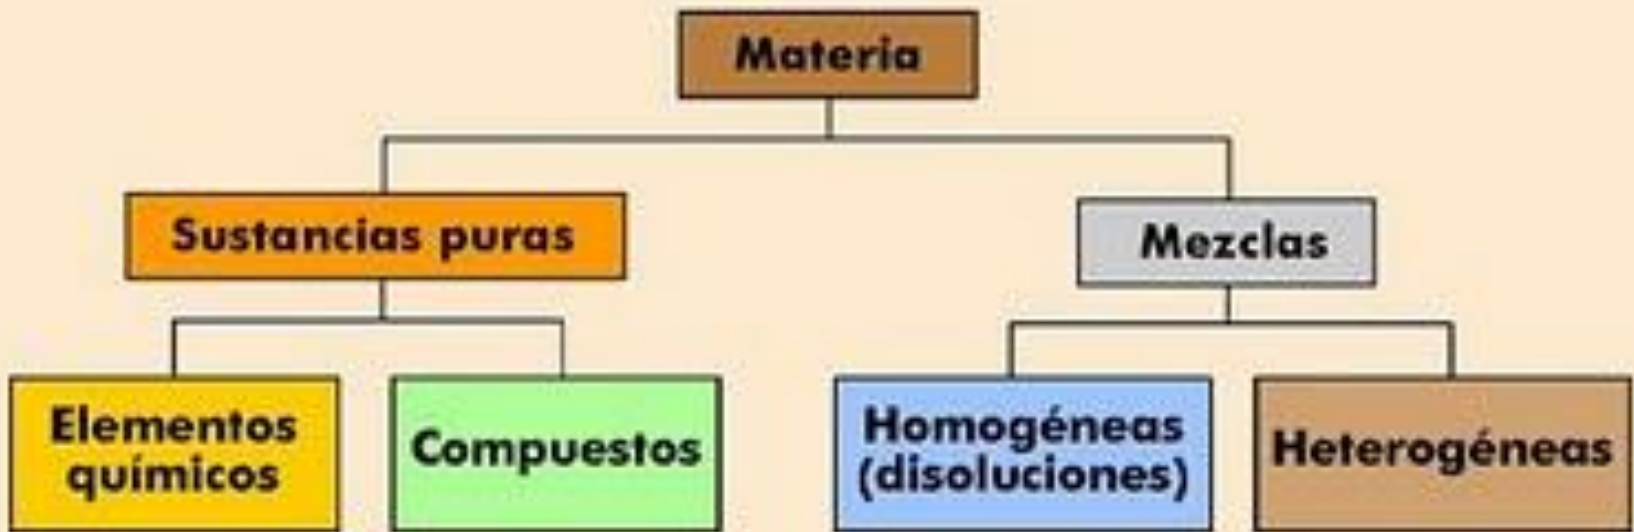 Materia
Sustancias puras
Mezclas
Elementos
químicos
Compuestos
Homogéneas
(disoluciones)
Heterogéneas